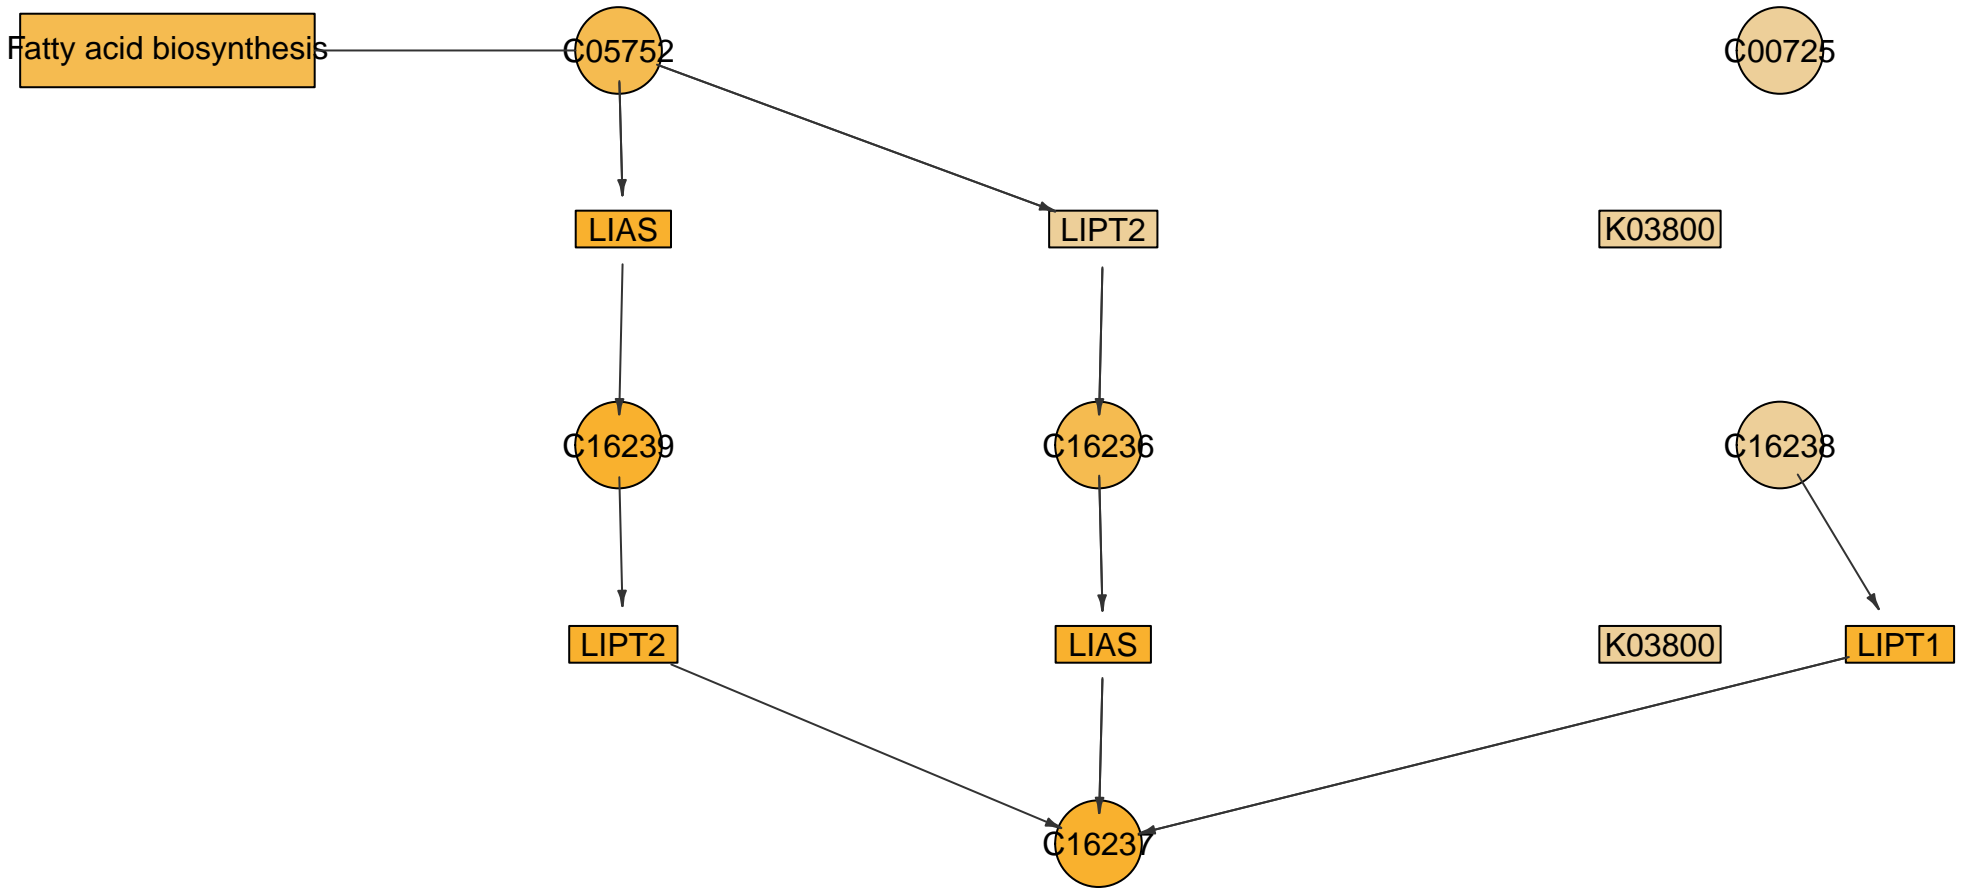 Fatty acid biosynthesis
C05752
C00725
LIAS
LIPT2
K03800
C16239
C16236
C16238
LIPT2
LIAS
K03800
LIPT1
C16237